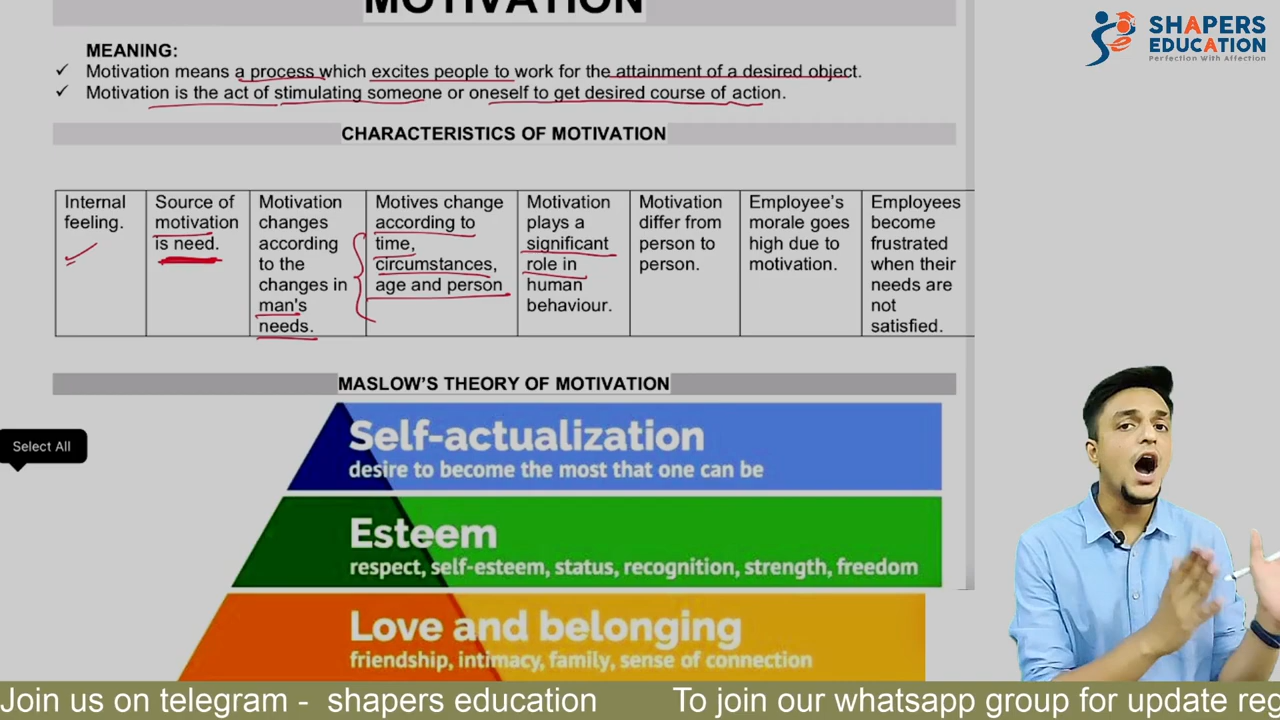 MOTIVATION
SHAPERS
EDUCATION
Perfection With Affection
MEANING:
✓ Motivation means a process which excites people to work for the attainment of a desired object.
✓ Motivation is the act of stimulating someone or oneself to get desired course of action.
CHARACTERISTICS OF MOTIVATION
Internal
feeling.
Source of
motivation
is need.
Motivation
changes
according
to the
changes in
man's
needs.
Motives change
according to
time,
circumstances,
age and person
Motivation
plays a
significant
role in
human
behaviour.
Motivation
differ from
person to
person.
Employee's
morale goes
high due to
motivation.
Employees
become
frustrated
when their
needs are
not
satisfied.
MASLOW'S THEORY OF MOTIVATION
Select All
Self-actualization
desire to become the most that one can be
Esteem
respect, self-esteem, status, recognition, strength, freedom
Love and belonging
friendship, intimacy, family, sense of connection
Join us on telegram - shapers education To join our whatsapp group for update reg